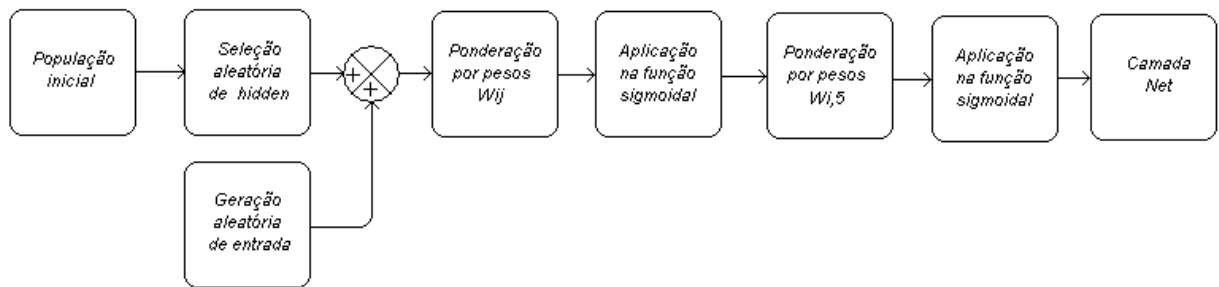 População
inicial
Seleção
aleatória
de hidden
+
+
Ponderação
por pesos
Wij
Aplicação
na função
sigmoidal
Ponderação
por pesos
Wi,5
Aplicação
na função
sigmoidal
Camada
Net
Geração
aleatória
de entrada